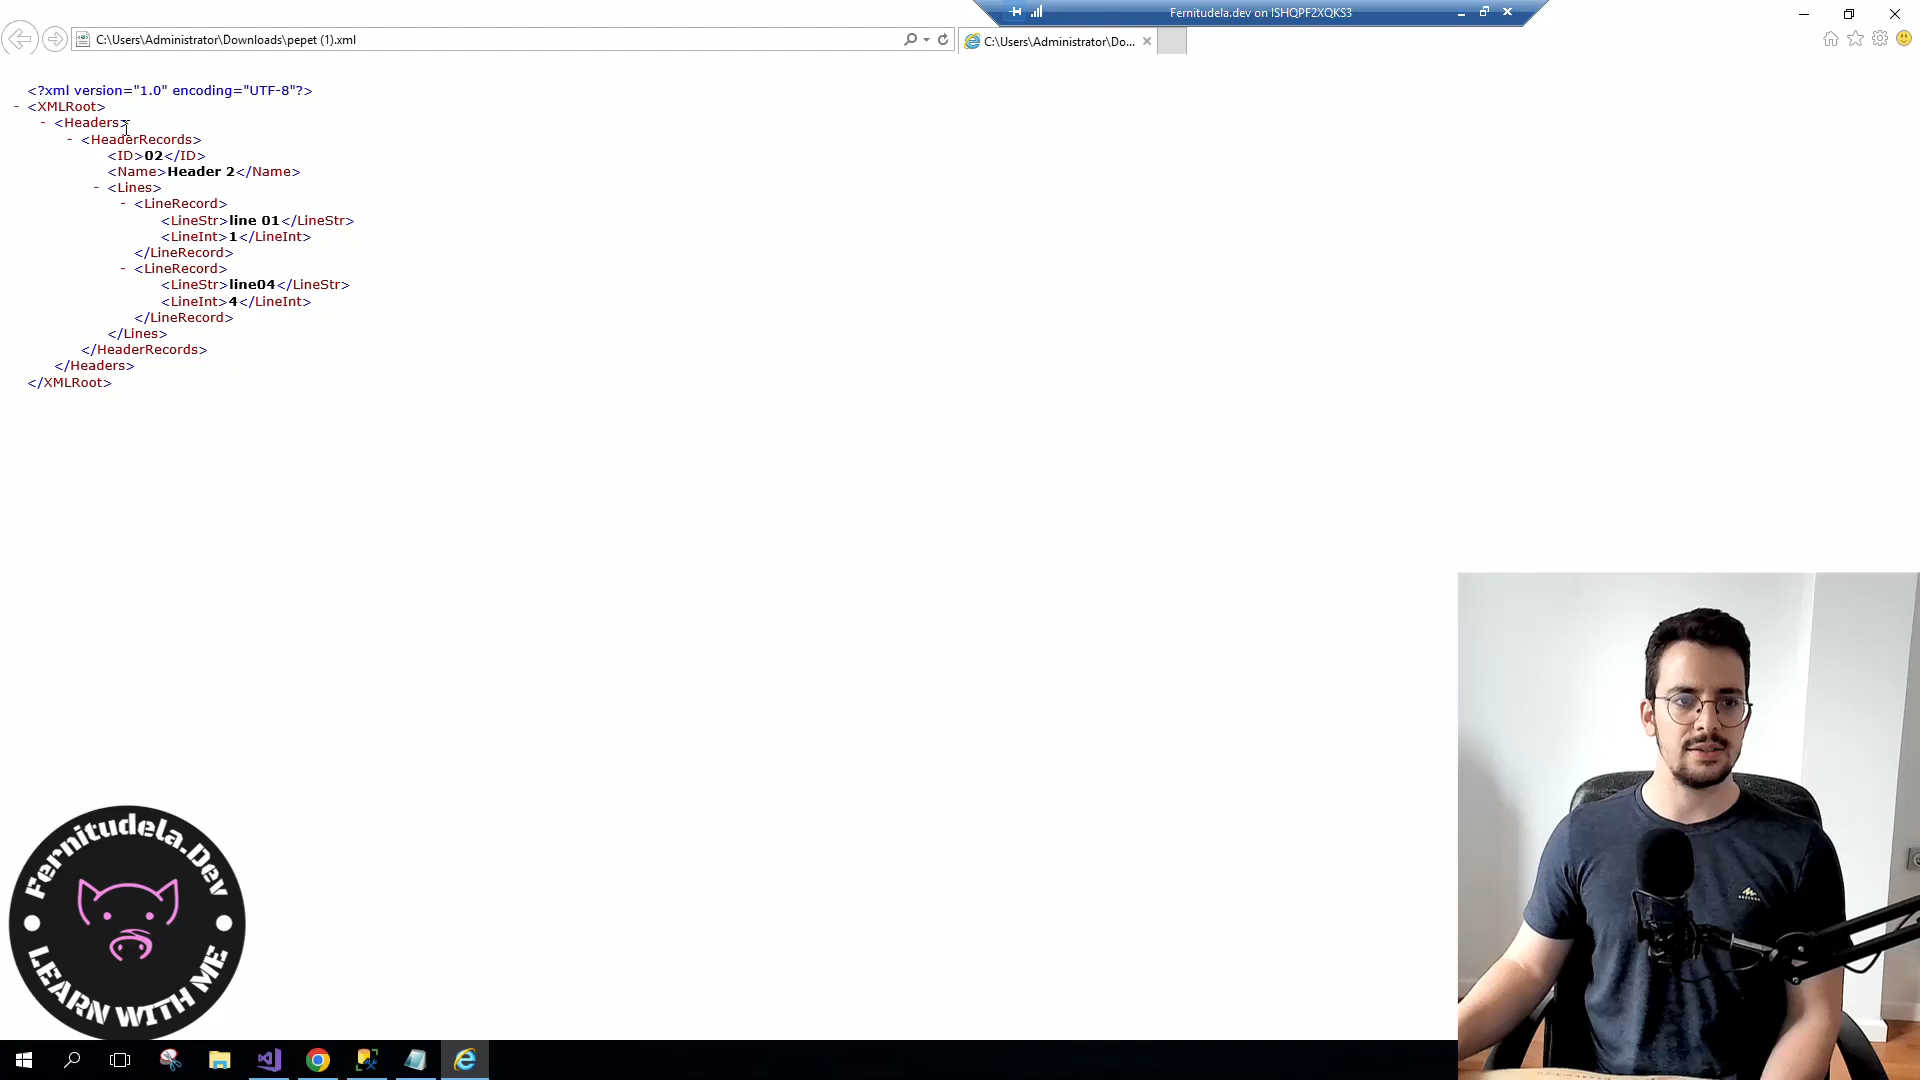 Fernitudela.dev on ISHQPF2XQKS3
C:\Users\Administrator\Downloads\pepet (1).xml
C:\Users\Administrator\Do...
<?xml version="1.0" encoding="UTF-8"?>
- <XMLRoot>
- <Headers>
- <HeaderRecords>
<ID>02</ID>
<Name>Header 2</Name>
- <Lines>
- <LineRecord>
<LineStr>line 01</LineStr>
<LineInt>1</LineInt>
</LineRecord>
- <LineRecord>
<LineStr>line04</LineStr>
<LineInt>4</LineInt>
</LineRecord>
</Lines>
</HeaderRecords>
</Headers>
</XMLRoot>
Fernitudela.Dev
LEARN WITH ME